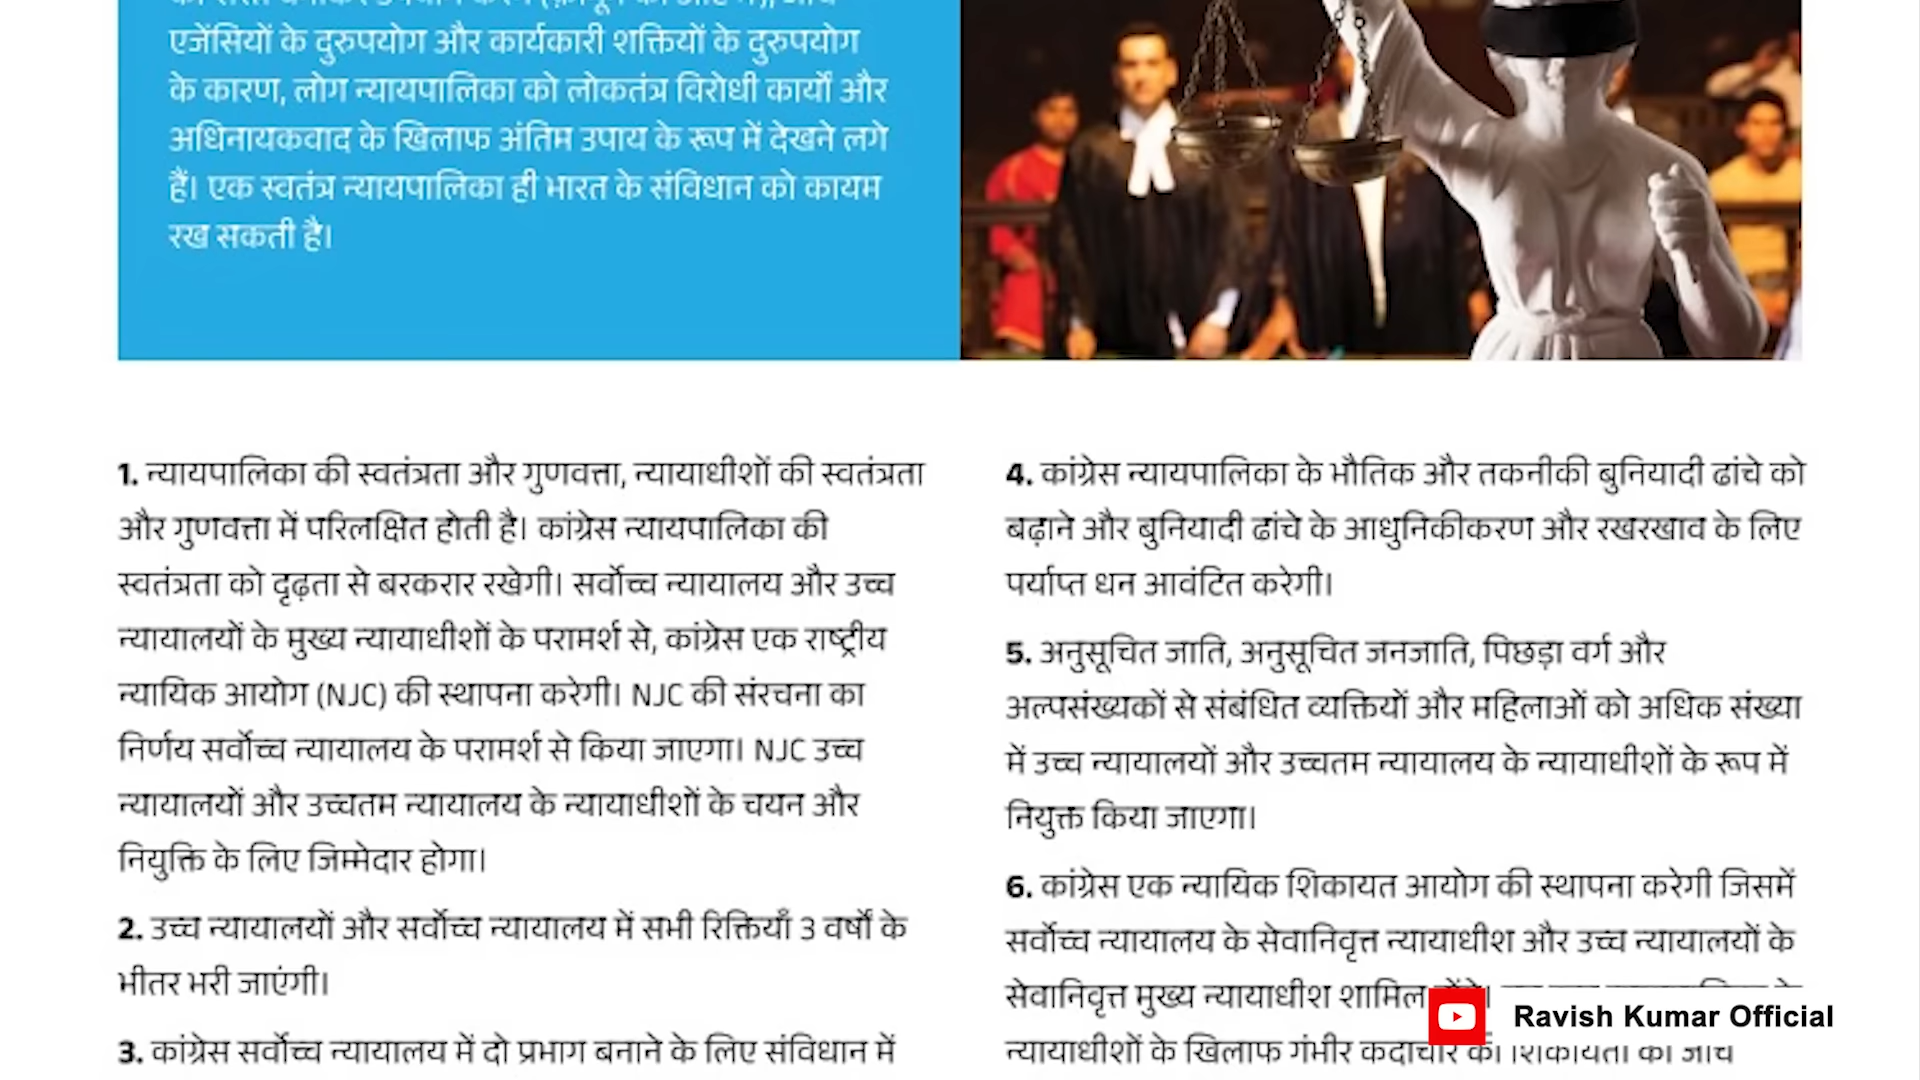 एजेंसियों के दुरुपयोग और कार्यकारी शक्तियों के दुरुपयोग
के कारण, लोग न्यायपालिका को लोकतंत्र विरोधी कार्यों और
अधिनायकवाद के खिलाफ अंतिम उपाय के रूप में देखने लगे
हैं। एक स्वतंत्र न्यायपालिका ही भारत के संविधान को कायम
रख सकती है।
1. न्यायपालिका की स्वतंत्रता और गुणवत्ता, न्यायाधीशों की स्वतंत्रता
और गुणवत्ता में परिलक्षित होती है। कांग्रेस न्यायपालिका की
स्वतंत्रता को दृढ़ता से बरकरार रखेगी। सर्वोच्च न्यायालय और उच्च
न्यायालयों के मुख्य न्यायाधीशों के परामर्श से, कांग्रेस एक राष्ट्रीय
न्यायिक आयोग (NJC) की स्थापना करेगी। NJC की संरचना का
निर्णय सर्वोच्च न्यायालय के परामर्श से किया जाएगा। NJC उच्च
न्यायालयों और उच्चतम न्यायालय के न्यायाधीशों के चयन और
नियुक्ति के लिए जिम्मेदार होगा।
2. उच्च न्यायालयों और सर्वोच्च न्यायालय में सभी रिक्तियाँ 3 वर्षों के
भीतर भरी जाएंगी।
3. कांग्रेस सर्वोच्च न्यायालय में दो प्रभाग बनाने के लिए संविधान में
4. कांग्रेस न्यायपालिका के भौतिक और तकनीकी बुनियादी ढांचे को
बढ़ाने और बुनियादी ढांचे के आधुनिकीकरण और रखरखाव के लिए
पर्याप्त धन आवंटित करेगी।
5. अनुसूचित जाति, अनुसूचित जनजाति, पिछड़ा वर्ग और
अल्पसंख्यकों से संबंधित व्यक्तियों और महिलाओं को अधिक संख्या
में उच्च न्यायालयों और उच्चतम न्यायालय के न्यायाधीशों के रूप में
नियुक्त किया जाएगा।
6. कांग्रेस एक न्यायिक शिकायत आयोग की स्थापना करेगी जिसमें
सर्वोच्च न्यायालय के सेवानिवृत्त न्यायाधीश और उच्च न्यायालयों के
सेवानिवृत्त मुख्य न्यायाधीश शामिल
न्यायाधीशों के खिलाफ गंभीर कदाचार की
Ravish Kumar Official